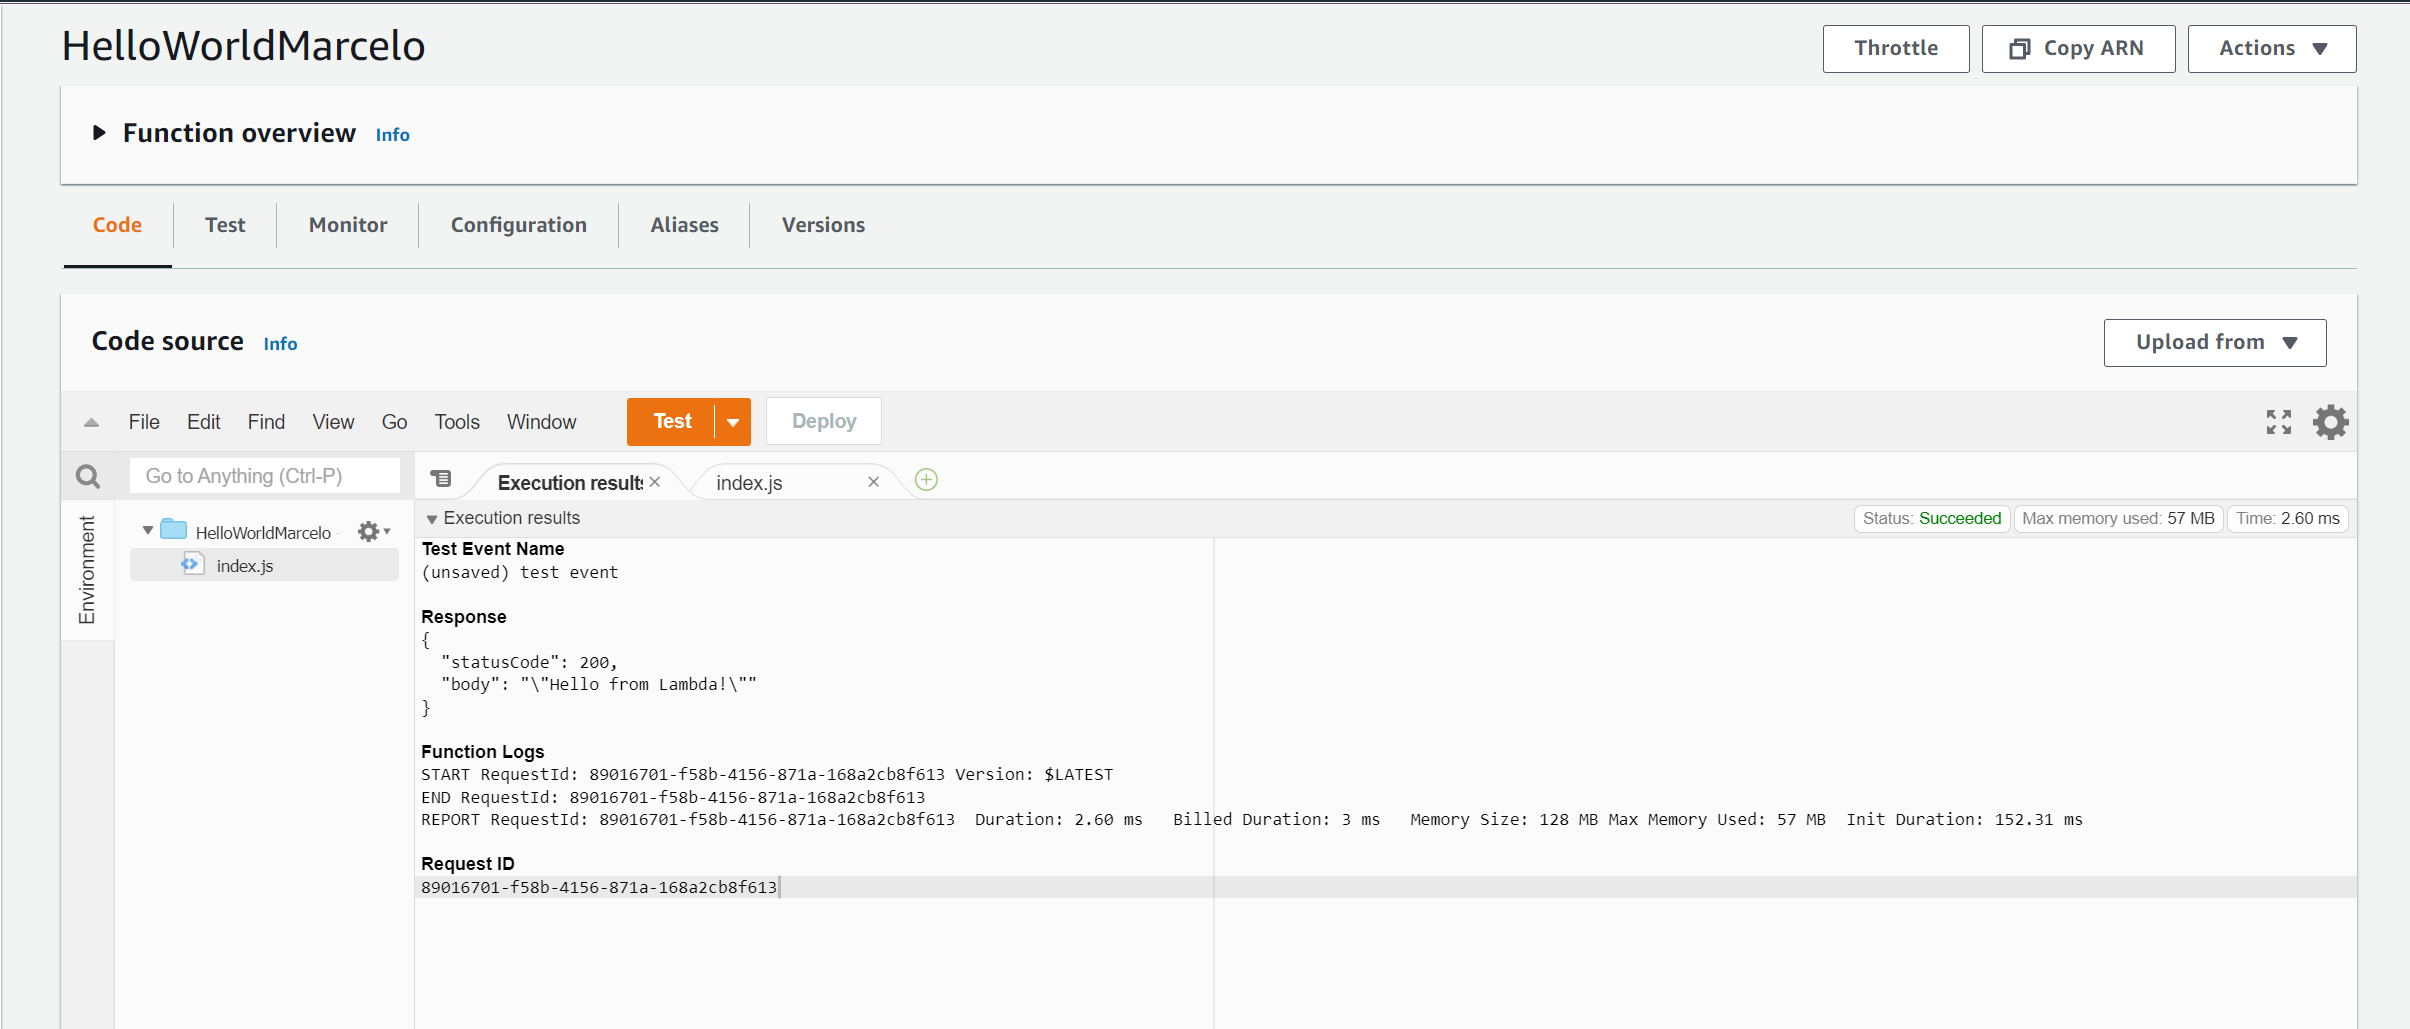 HelloWorldMarcelo
Throttle
Copy ARN
Actions
Function overview Info
Code Test Monitor Configuration Aliases Versions
Code source Info
Upload from
File Edit Find View Go Tools Window Test Deploy
Go to Anything (Ctrl-P)
Execution results index.js
Environment
HelloWorldMarcelo
index.js
Execution results
Status: Succeeded Max memory used: 57 MB Time: 2.60 ms
Test Event Name
(unsaved) test event
Response
{
"statusCode": 200,
"body": "\"Hello from Lambda!\""
}
Function Logs
START RequestId: 89016701-f58b-4156-871a-168a2cb8f613 Version: $LATEST
END RequestId: 89016701-f58b-4156-871a-168a2cb8f613
REPORT RequestId: 89016701-f58b-4156-871a-168a2cb8f613 Duration: 2.60 ms Billed Duration: 3 ms Memory Size: 128 MB Max Memory Used: 57 MB Init Duration: 152.31 ms
Request ID
89016701-f58b-4156-871a-168a2cb8f613